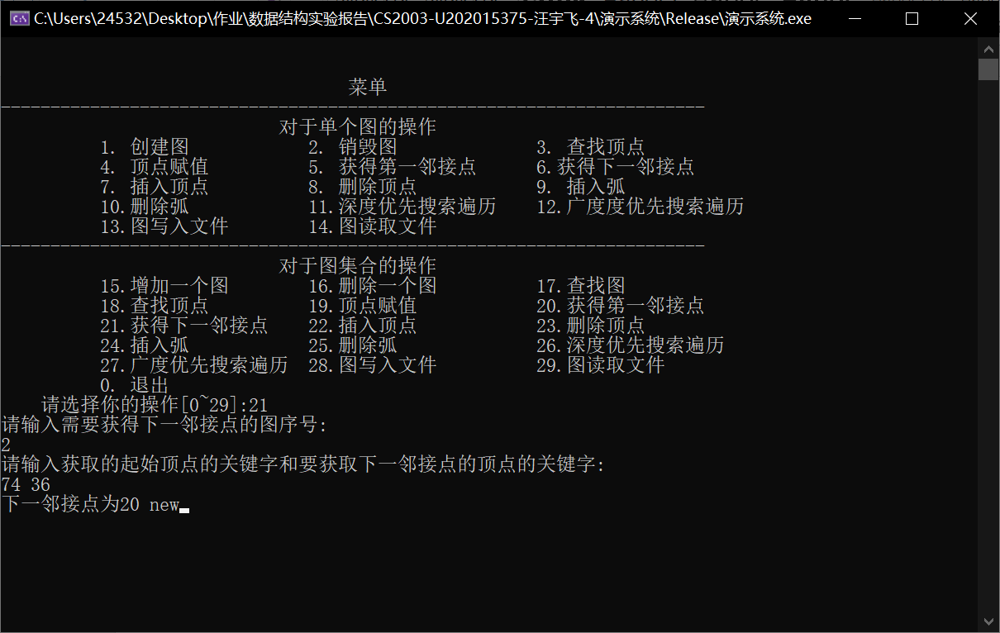 C:\Users\24532\Desktop\作业\数据结构实验报告\CS2003-U202015375-汪宇飞-4\演示系统\Release\演示系统.exe
菜单
-----------------------------------------------------------------------
对于单个图的操作
1. 创建图 2. 销毁图 3. 查找顶点
4. 顶点赋值 5. 获得第一邻接点 6.获得下一邻接点
7. 插入顶点 8. 删除顶点 9. 插入弧
10.删除弧 11.深度优先搜索遍历 12.广度度优先搜索遍历
13.图写入文件 14.图读取文件
-----------------------------------------------------------------------
对于图集合的操作
15.增加一个图 16.删除一个图 17.查找图
18.查找顶点 19.顶点赋值 20.获得第一邻接点
21.获得下一邻接点 22.插入顶点 23.删除顶点
24.插入弧 25.删除弧 26.深度优先搜索遍历
27.广度优先搜索遍历 28.图写入文件 29.图读取文件
0. 退出
请选择你的操作[0~29]:21
请输入需要获得下一邻接点的图序号:
2
请输入获取的起始顶点的关键字和要获取下一邻接点的顶点的关键字:
74 36
下一邻接点为20 new